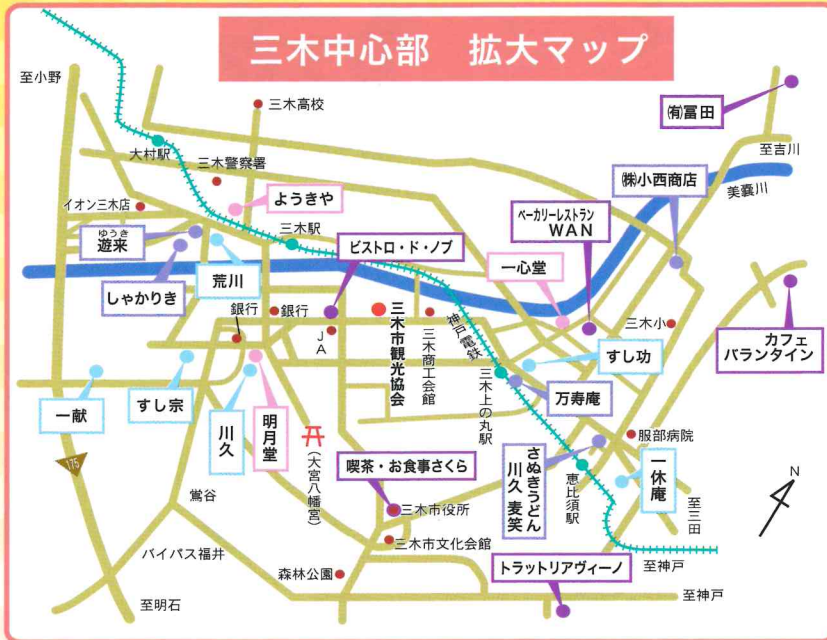 三木中心部 拡大マップ
至小野
三木高校
㈲冨田
大村駅
三木警察署
至吉川
㈱小西商店
美嚢川
イオン三木店
ようきや
ベーカリーレストラン
WAN
ゆうき
遊来
三木駅
ビストロ・ド・ノブ
一心堂
荒川
しゃかりき
銀行
銀行
JA
三木市観光協会
三木商工会館
神戸電鉄
三木小
カフェ
バランタイン
すし功
三木上の丸駅
一献
すし宗
川久
明月堂
万寿庵
(大宮八幡宮)
服部病院
175
喫茶・お食事さくら
さぬきうどん
川久 麦笑
恵比須駅
一休庵
N
鴬谷
三木市役所
至三田
バイパス福井
三木市文化会館
森林公園
トラットリアヴィーノ
至神戸
至明石
至神戸